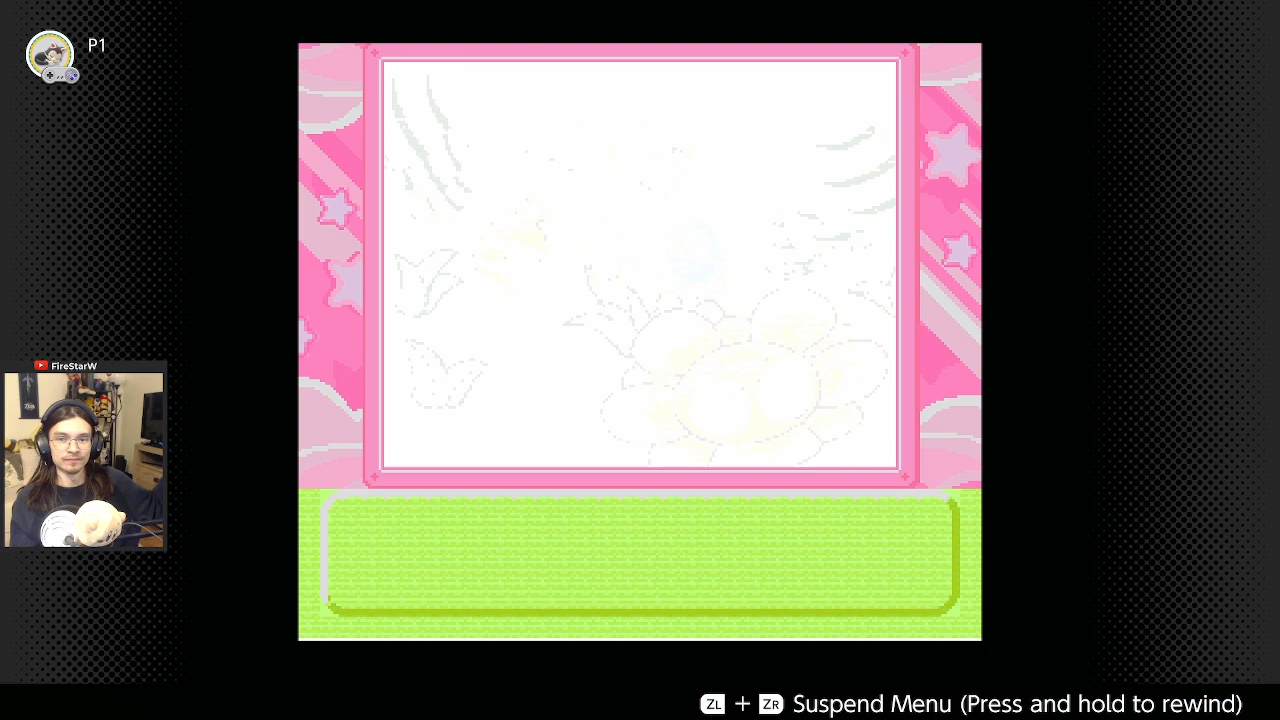 P1
FireStarW
ZL + ZR Suspend Menu (Press and hold to rewind)